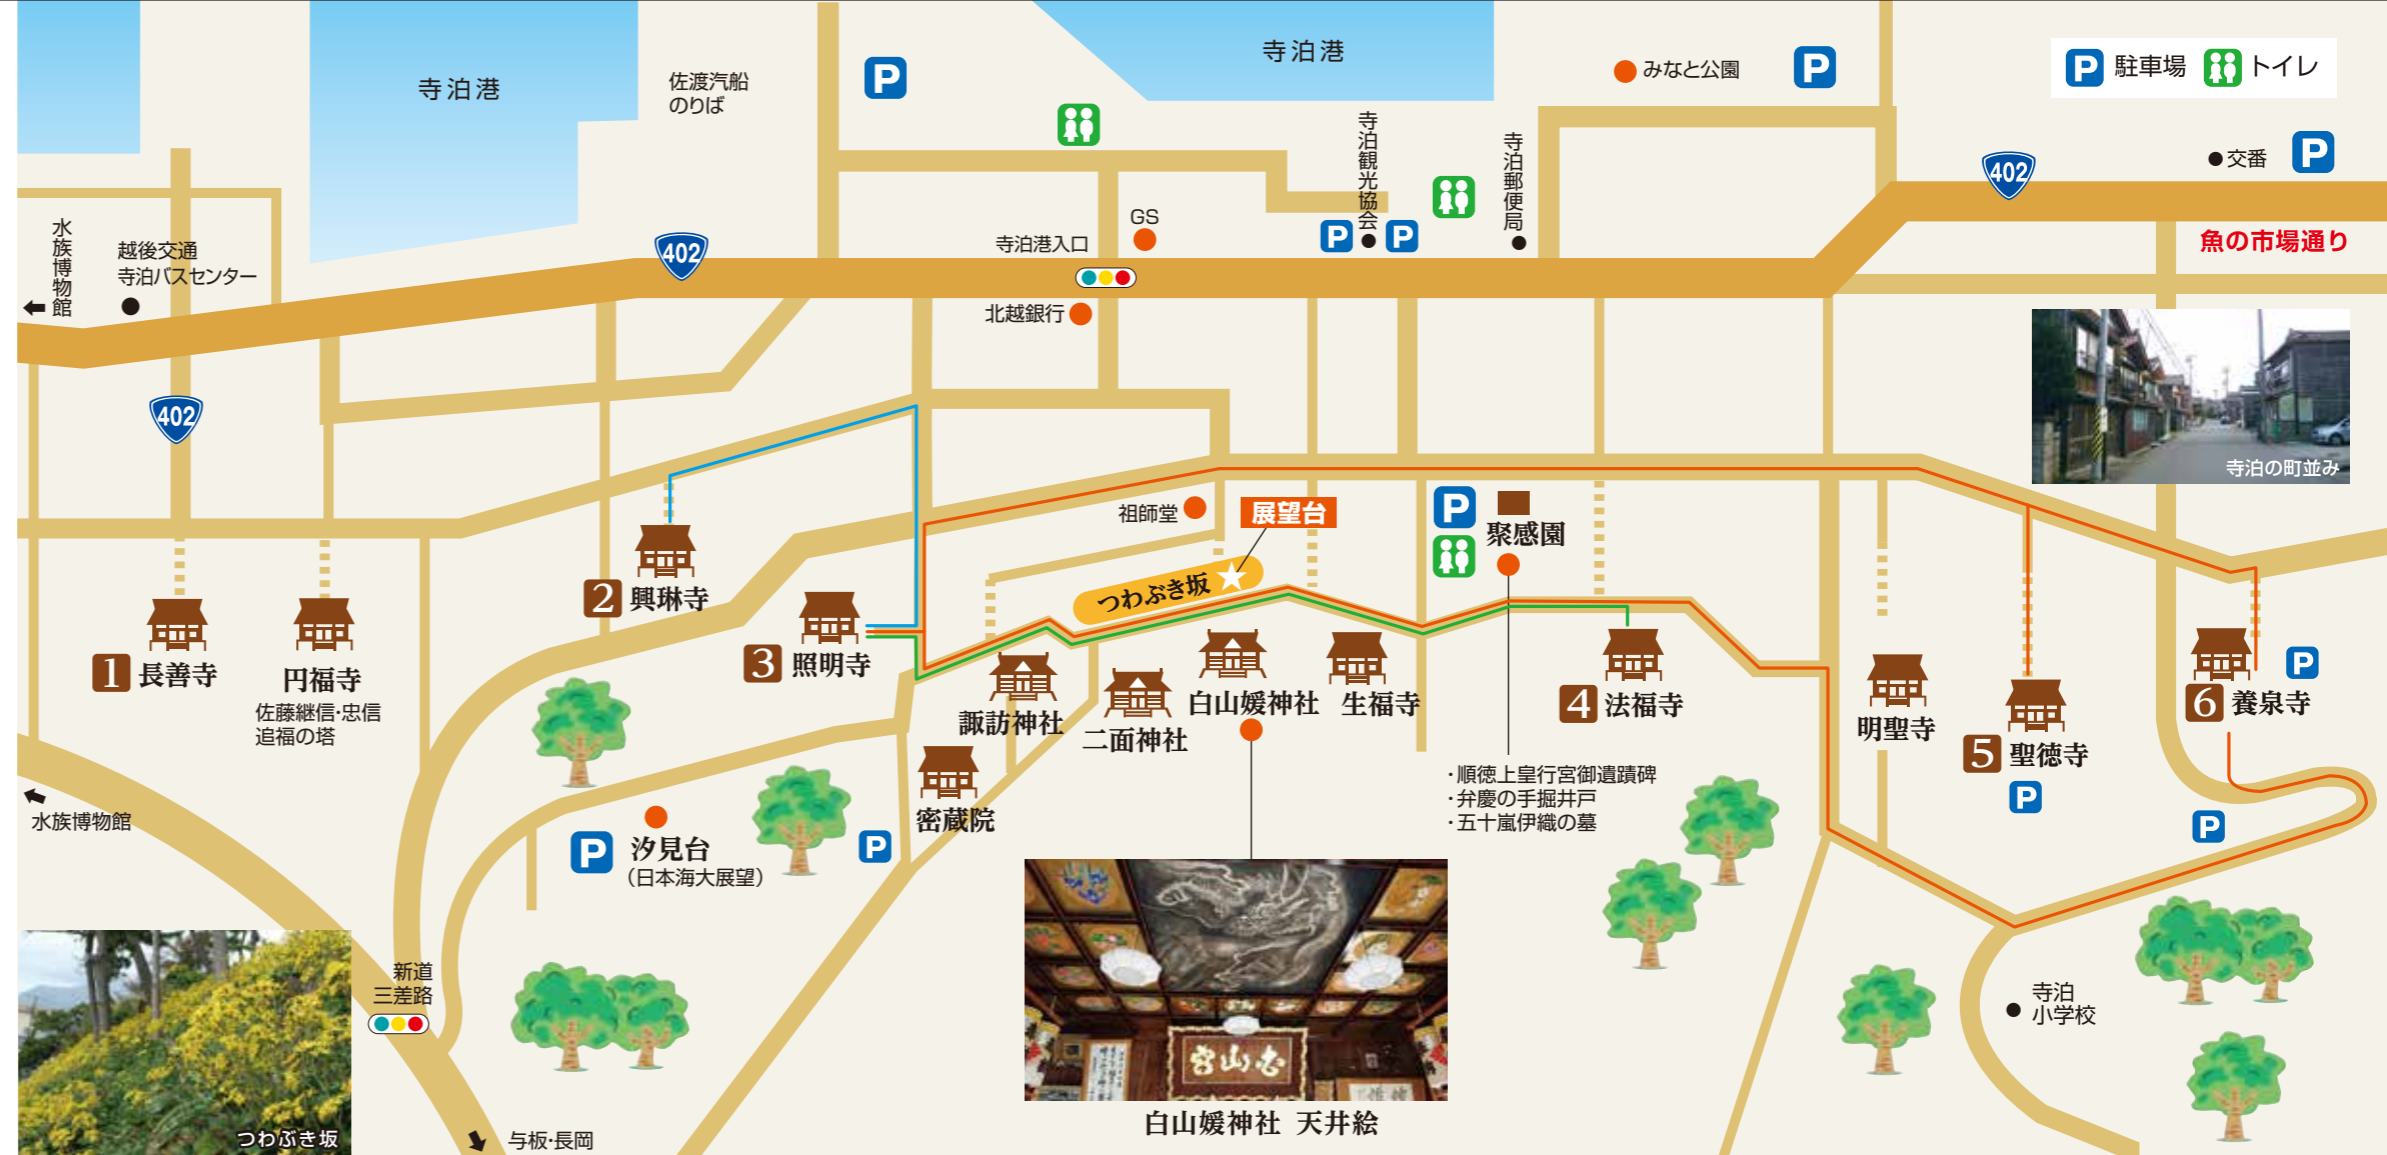 寺泊港
佐渡汽船
のりば
P
寺泊港
みなと公園
P
P 駐車場
トイレ
402
交番
P
魚の市場通り
水族博物館
越後交通
寺泊バスセンター
402
寺泊港入口
GS
寺泊観光協会
P
P
寺泊郵便局
北越銀行
402
寺泊の町並み
祖師堂
展望台
つわぶき坂
P
聚感園
1 長善寺
円福寺
佐藤継信・忠信
追福の塔
2 興琳寺
3 照明寺
諏訪神社
二面神社
白山媛神社
生福寺
4 法福寺
明聖寺
5 聖徳寺
P
6 養泉寺
P
P
密蔵院
P
・順徳上皇行宮御遺蹟碑
・弁慶の手掘井戸
・五十嵐伊織の墓
水族博物館
P
汐見台
（日本海大展望）
新道
三差路
つわぶき坂
与板・長岡
白山媛神社 天井絵
寺泊
小学校